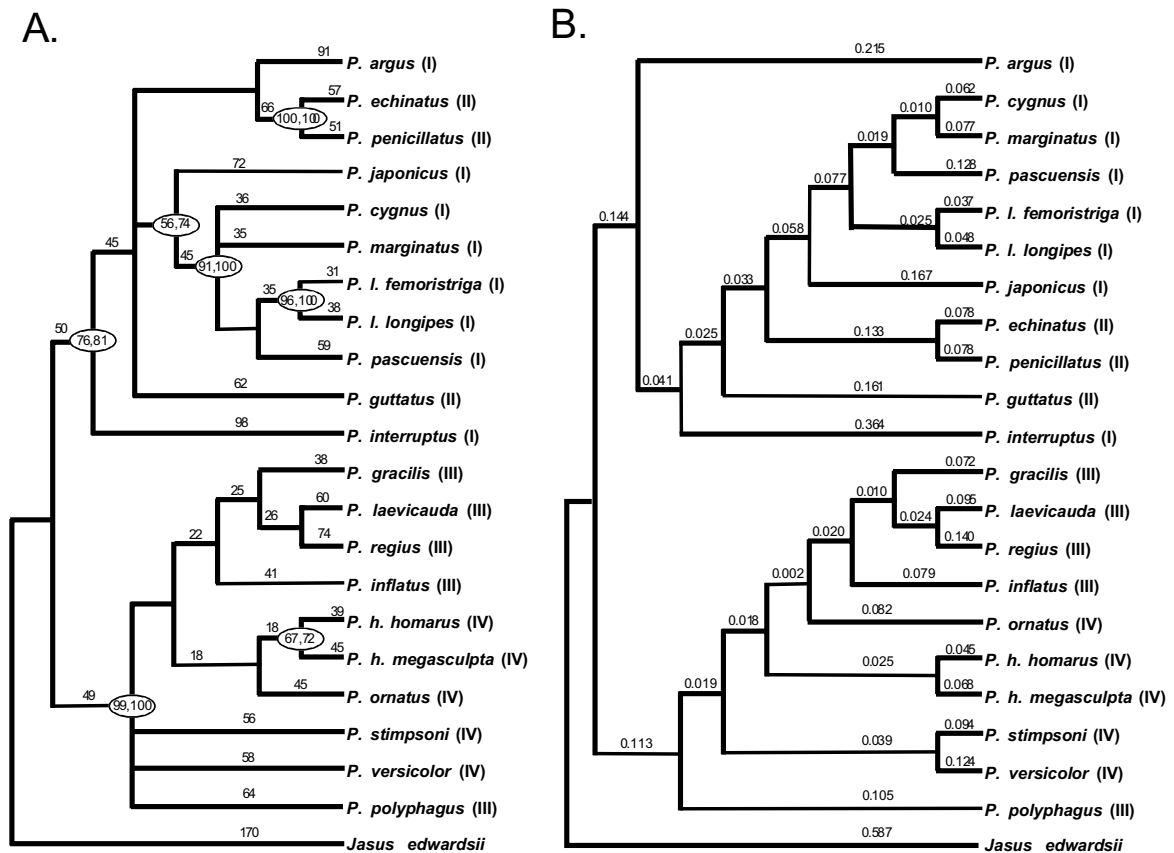 A.
91
P. argus (I)
57
P. echinatus (II)
66
100,100
51
P. penicillatus (II)
72
P. japonicus (I)
56,74
36
P. cygnus (I)
45
35
P. marginatus (I)
45
91,100
31
P. l. femoristriga (I)
35
96,100
38
P. l. longipes (I)
50
76,81
59
P. pascuensis (I)
62
P. guttatus (II)
98
P. interruptus (I)
38
P. gracilis (III)
25
60
P. laevicauda (III)
26
22
74
P. regius (III)
41
P. inflatus (III)
39
P. h. homarus (IV)
18
67,72
18
45
P. h. megasculpta (IV)
45
P. ornatus (IV)
49
99,100
56
P. stimpsoni (IV)
58
P. versicolor (IV)
64
P. polyphagus (III)
170
Jasus edwardsii
B.
0.215
P. argus (I)
0.062
P. cygnus (I)
0.010
0.077
P. marginatus (I)
0.019
0.128
P. pascuensis (I)
0.077
0.037
P. l. femoristriga (I)
0.144
0.025
0.058
0.048
P. l. longipes (I)
0.033
0.167
P. japonicus (I)
0.078
P. echinatus (II)
0.133
0.025
0.078
P. penicillatus (II)
0.041
0.161
P. guttatus (II)
0.364
P. interruptus (I)
0.072
P. gracilis (III)
0.010
0.095
P. laevicauda (III)
0.024
0.020
0.140
P. regius (III)
0.002
0.079
P. inflatus (III)
0.082
P. ornatus (IV)
0.018
0.045
P. h. homarus (IV)
0.025
0.019
0.068
P. h. megasculpta (IV)
0.094
P. stimpsoni (IV)
0.113
0.039
0.124
P. versicolor (IV)
0.105
P. polyphagus (III)
0.587
Jasus edwardsii